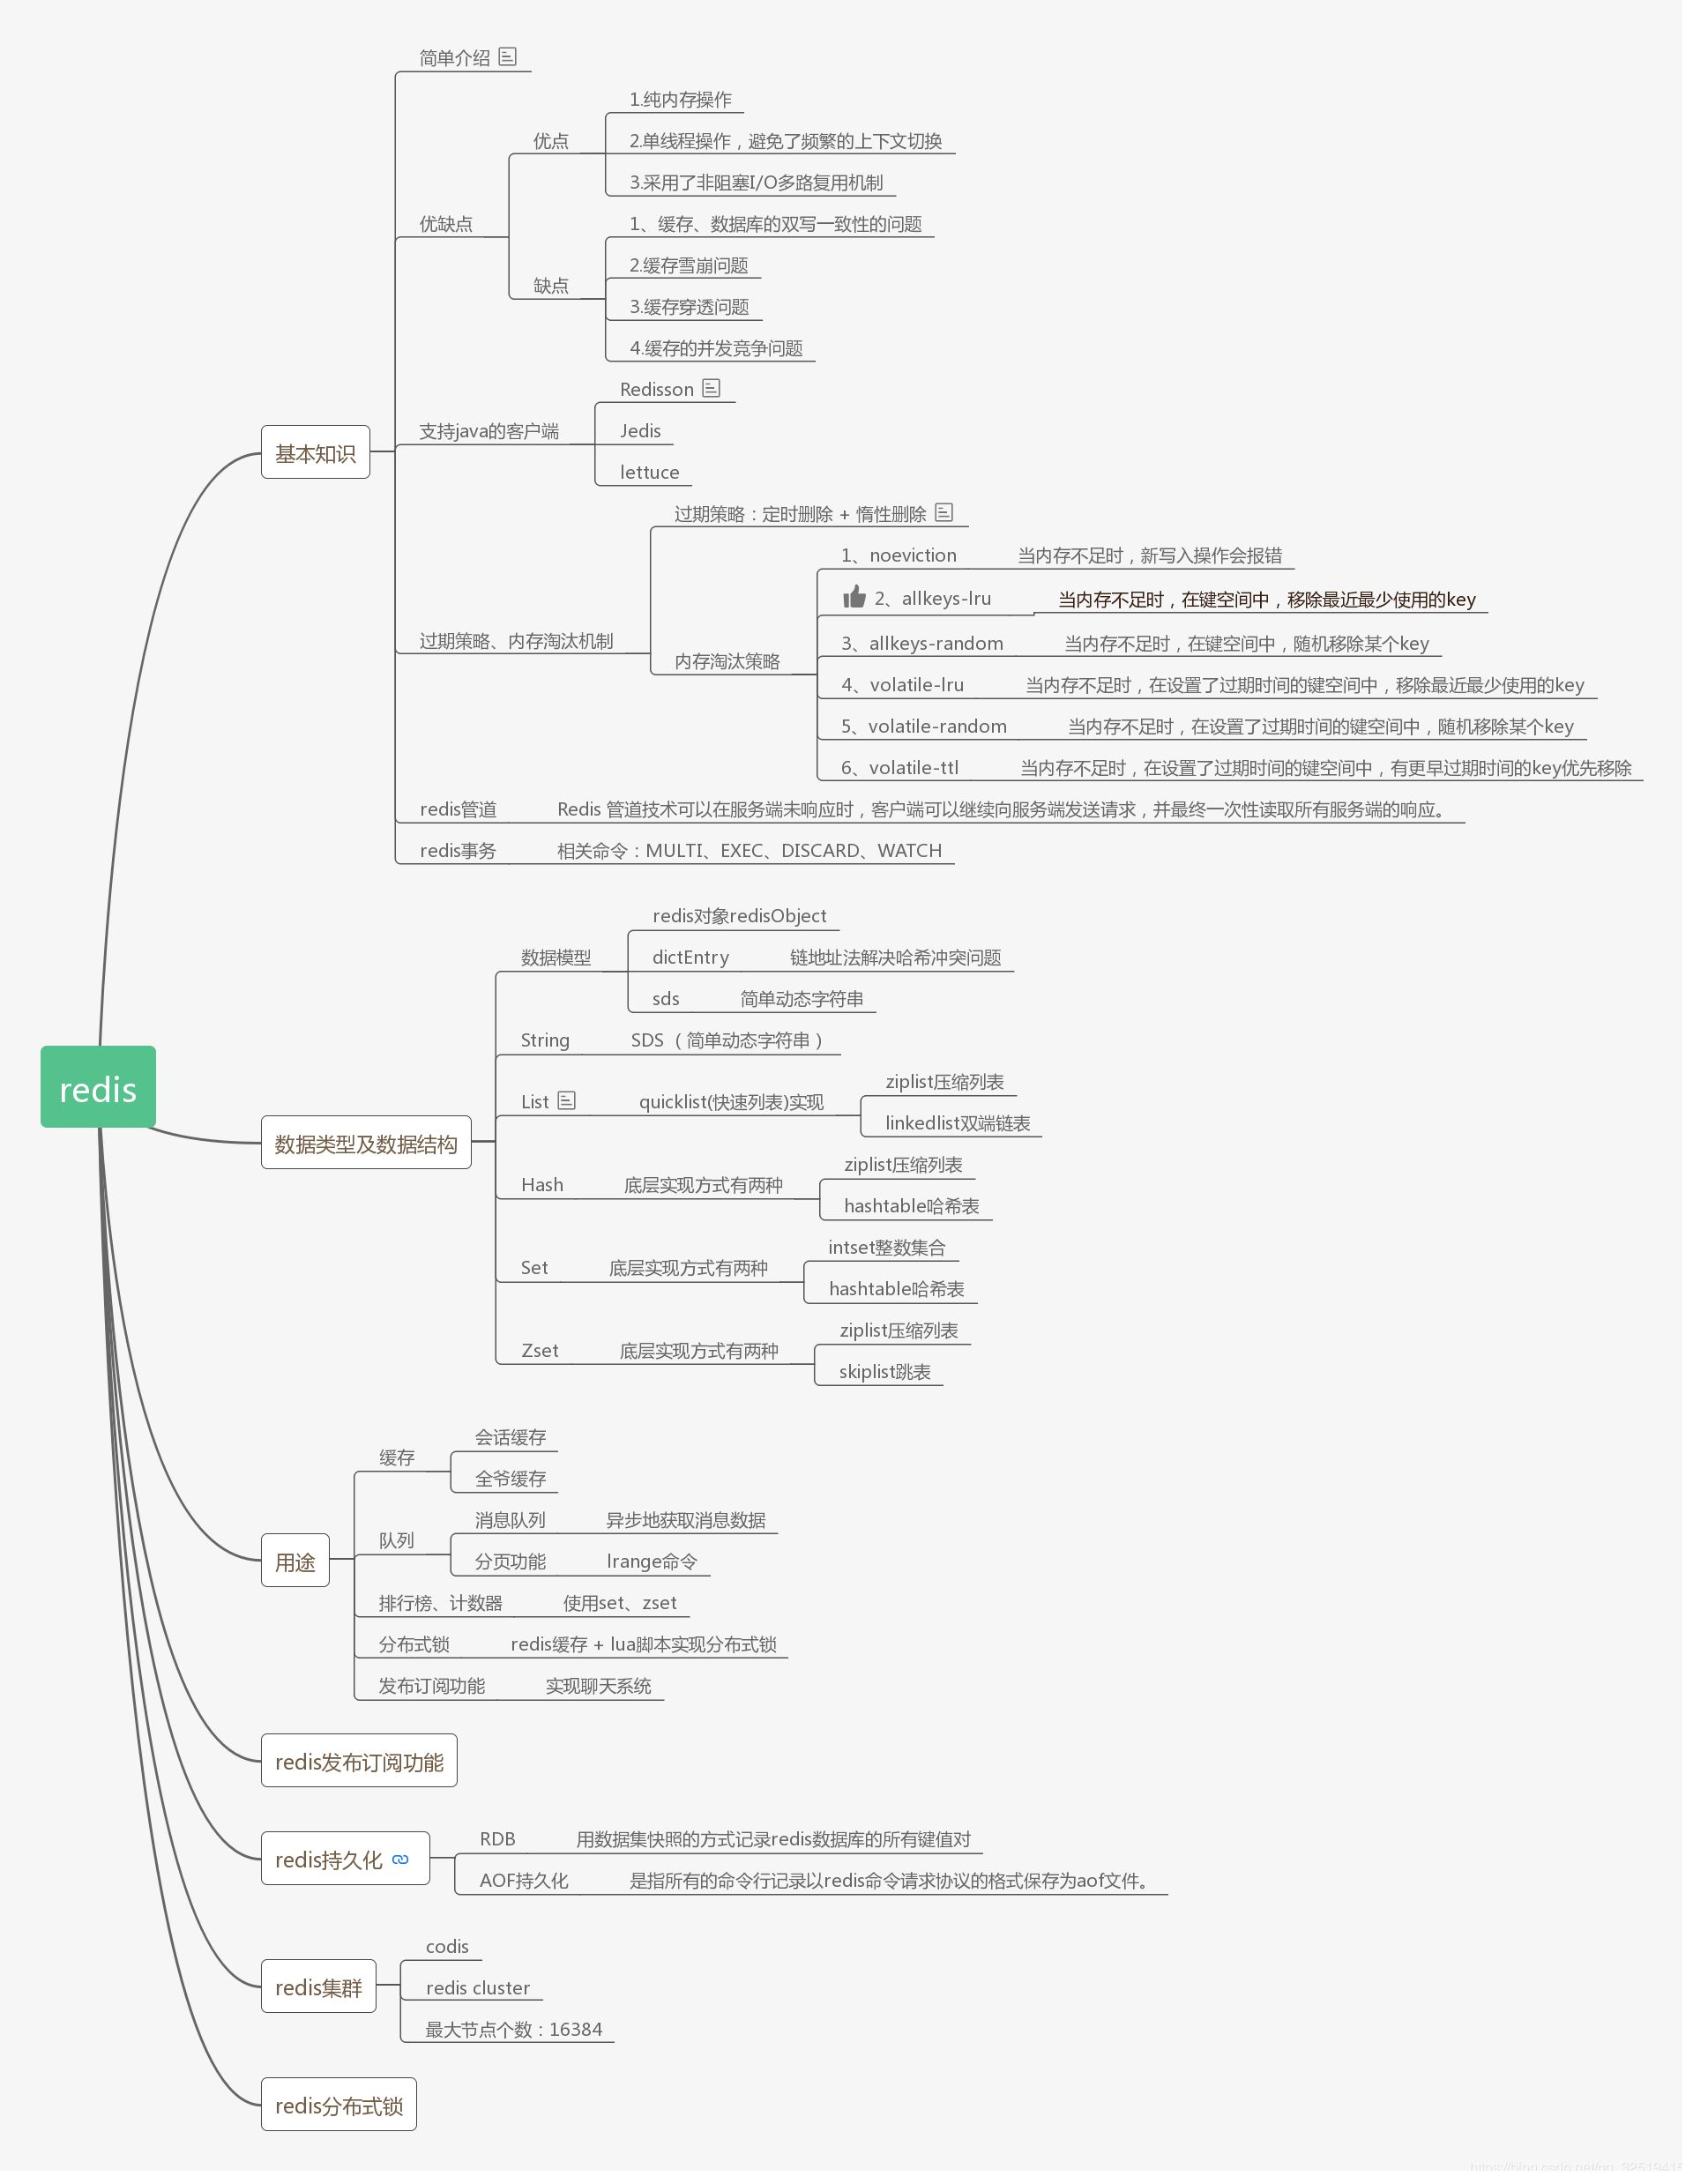 简单介绍
1.纯内存操作
优点
2.单线程操作，避免了频繁的上下文切换
3.采用了非阻塞I/O多路复用机制
优缺点
1、缓存、数据库的双写一致性的问题
2.缓存雪崩问题
缺点
3.缓存穿透问题
4.缓存的并发竞争问题
Redisson
支持java的客户端
Jedis
lettuce
基本知识
过期策略：定时删除 + 惰性删除
1、noeviction 当内存不足时，新写入操作会报错
2、allkeys-lru 当内存不足时，在键空间中，移除最近最少使用的key
过期策略、内存淘汰机制
3、allkeys-random 当内存不足时，在键空间中，随机移除某个key
内存淘汰策略
4、volatile-lru 当内存不足时，在设置了过期时间的键空间中，移除最近最少使用的key
5、volatile-random 当内存不足时，在设置了过期时间的键空间中，随机移除某个key
6、volatile-ttl 当内存不足时，在设置了过期时间的键空间中，有更早过期时间的key优先移除
redis管道 Redis 管道技术可以在服务端未响应时，客户端可以继续向服务端发送请求，并最终一次性读取所有服务端的响应。
redis事务 相关命令：MULTI、EXEC、DISCARD、WATCH
redis对象redisObject
数据模型
dictEntry 链地址法解决哈希冲突问题
sds 简单动态字符串
String SDS （简单动态字符串）
redis
List quicklist(快速列表)实现
ziplist压缩列表
linkedlist双端链表
数据类型及数据结构
Hash 底层实现方式有两种
ziplist压缩列表
hashtable哈希表
Set 底层实现方式有两种
intset整数集合
hashtable哈希表
Zset 底层实现方式有两种
ziplist压缩列表
skiplist跳表
缓存
会话缓存
全爷缓存
队列
消息队列 异步地获取消息数据
分页功能 lrange命令
用途
排行榜、计数器 使用set、zset
分布式锁 redis缓存 + lua脚本实现分布式锁
发布订阅功能 实现聊天系统
redis发布订阅功能
redis持久化
RDB 用数据集快照的方式记录redis数据库的所有键值对
AOF持久化 是指所有的命令行记录以redis命令请求协议的格式保存为aof文件。
codis
redis集群
redis cluster
最大节点个数：16384
redis分布式锁